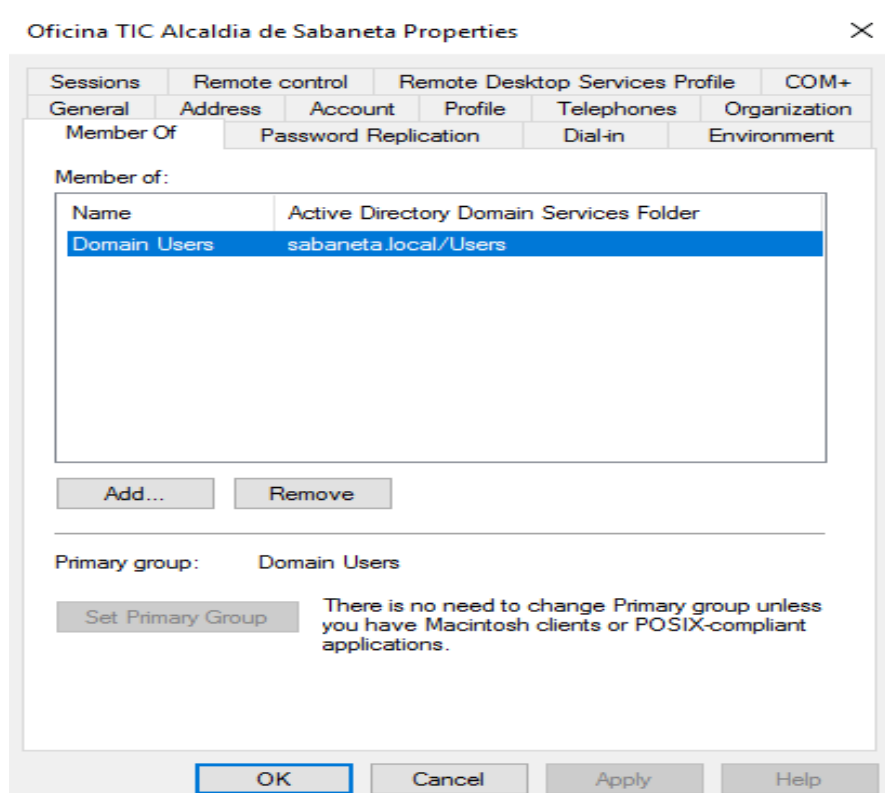 Oficina TIC Alcaldia de Sabaneta Properties
Sessions Remote control Remote Desktop Services Profile COM+
General Address Account Profile Telephones Organization
Member Of Password Replication Dial-in Environment
Member of:
Name Active Directory Domain Services Folder
Domain Users sabaneta.local/Users
Add... Remove
Primary group: Domain Users
Set Primary Group
There is no need to change Primary group unless
you have Macintosh clients or POSIX-compliant
applications.
OK Cancel Apply Help